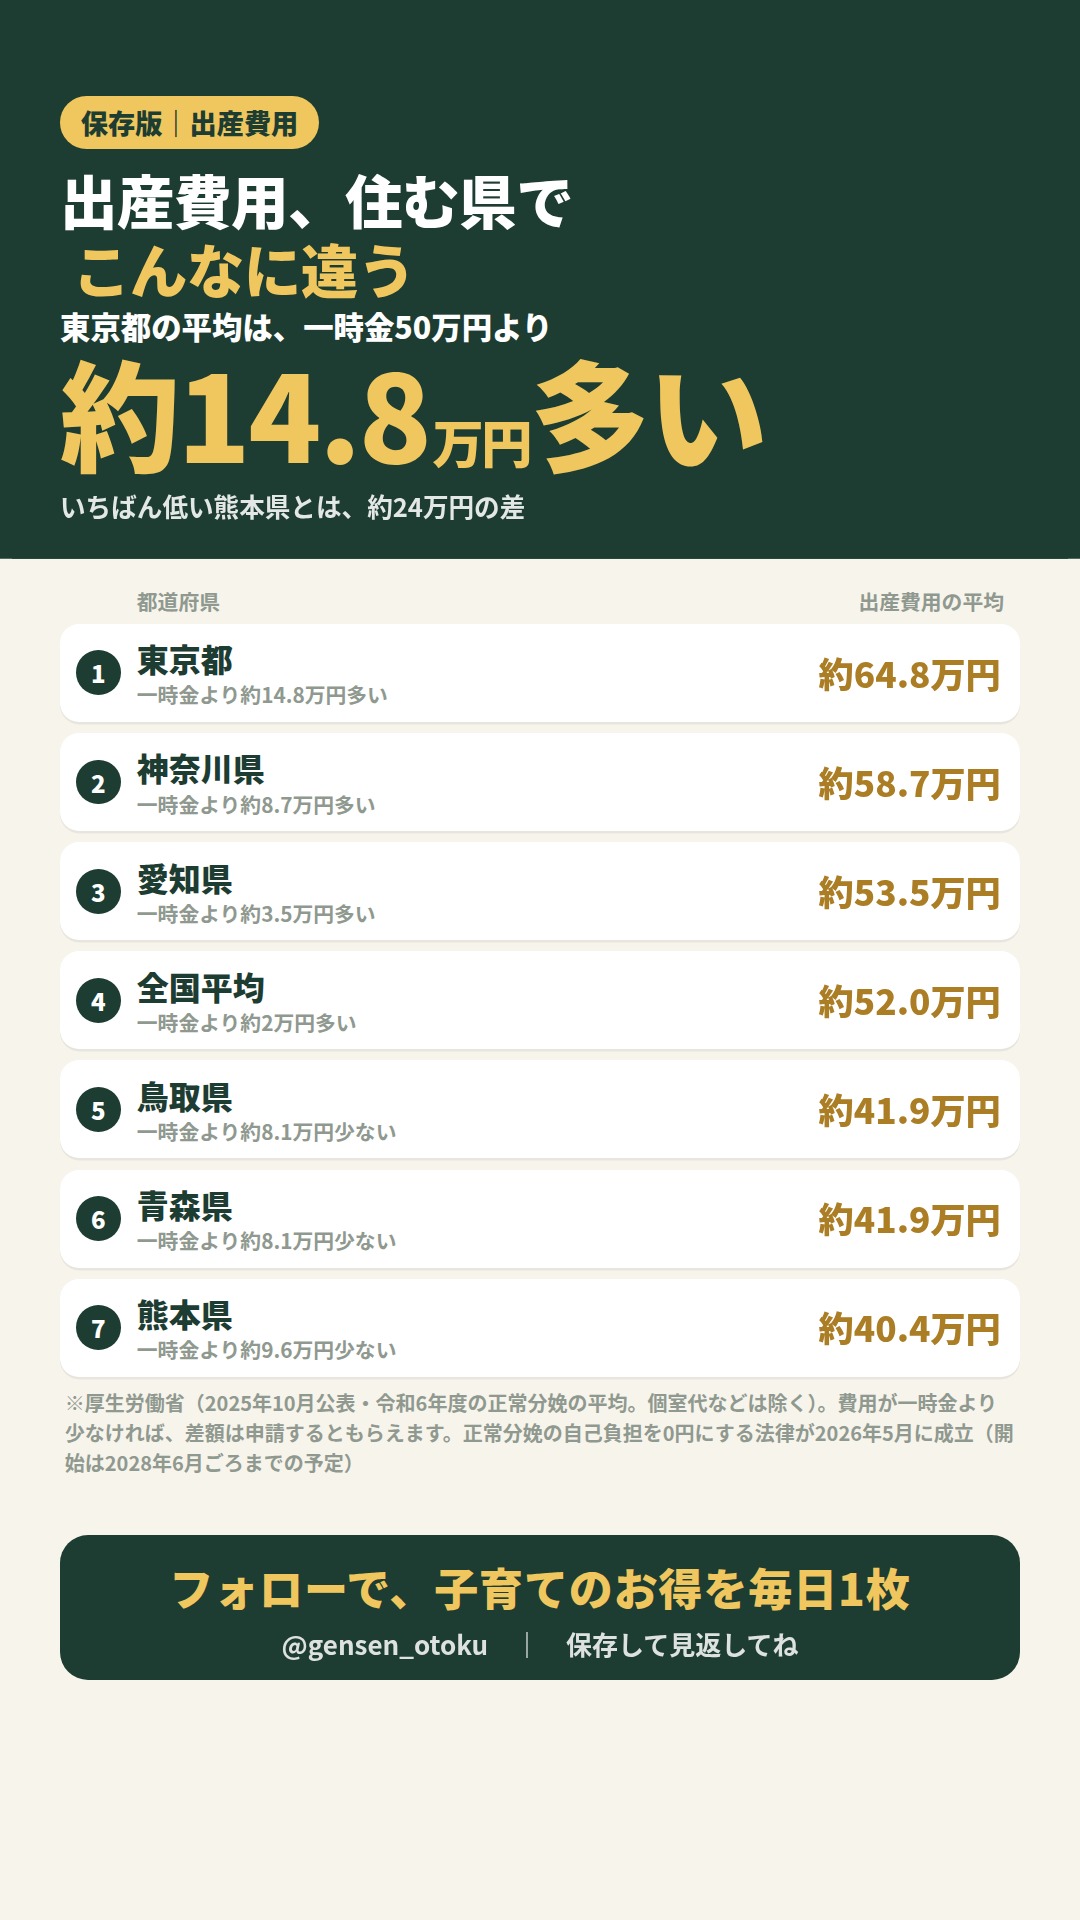 保存版｜出産費用
出産費用、住む県で
こんなに違う
東京都の平均は、一時金50万円より
約14.8万円多い
いちばん低い熊本県とは、約24万円の差
都道府県 出産費用の平均
1 東京都 約64.8万円
一時金より約14.8万円多い
2 神奈川県 約58.7万円
一時金より約8.7万円多い
3 愛知県 約53.5万円
一時金より約3.5万円多い
4 全国平均 約52.0万円
一時金より約2万円多い
5 鳥取県 約41.9万円
一時金より約8.1万円少ない
6 青森県 約41.9万円
一時金より約8.1万円少ない
7 熊本県 約40.4万円
一時金より約9.6万円少ない
※厚生労働省（2025年10月公表・令和6年度の正常分娩の平均。個室代などは除く）。費用が一時金より
少なければ、差額は申請するともらえます。正常分娩の自己負担を0円にする法律が2026年5月に成立（開
始は2028年6月ごろまでの予定）
フォローで、子育てのお得を毎日1枚
@gensen_otoku ｜ 保存して見返してね